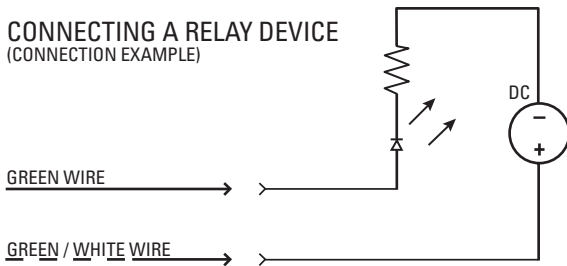 CONNECTING A RELAY DEVICE
(CONNECTION EXAMPLE)
DC
−
+
GREEN WIRE
GREEN / WHITE WIRE